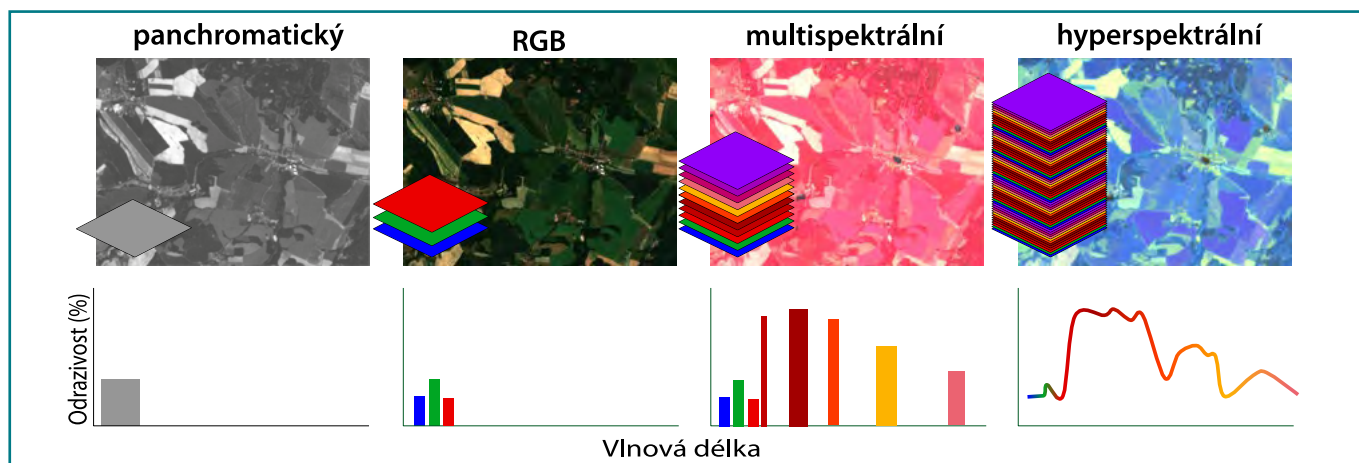 panchromatický
RGB
multispektrální
hyperspektrální
Odrazivost (%)
Vlnová délka